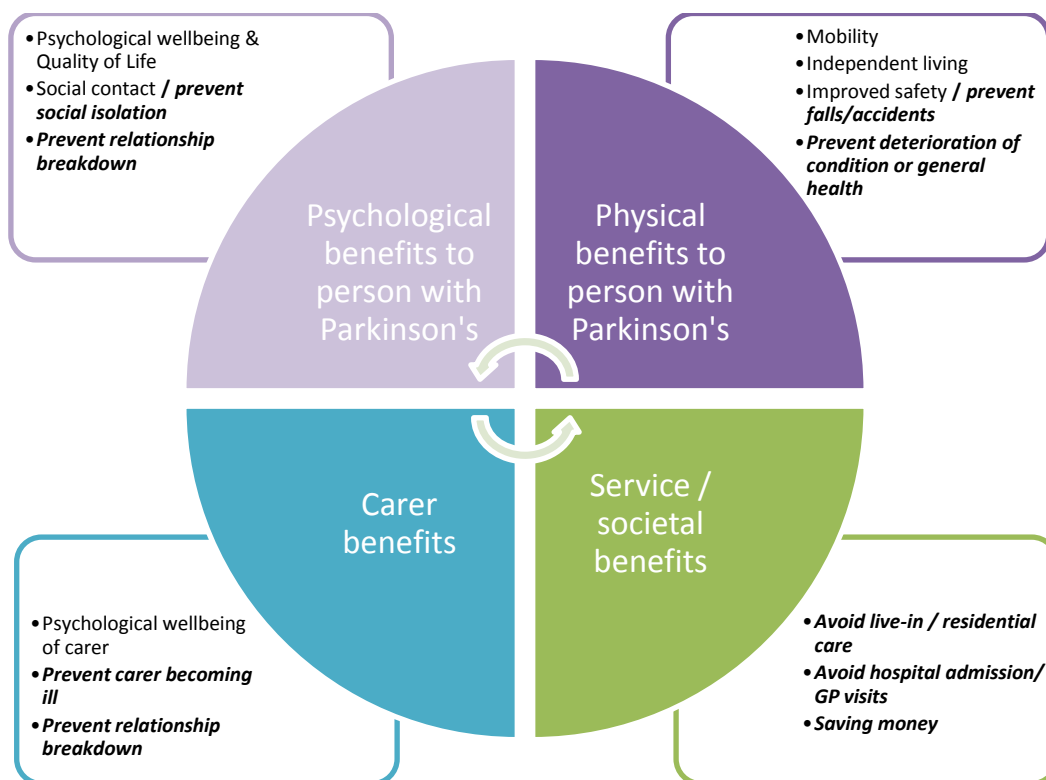 •Psychological wellbeing &
Quality of Life
•Social contact / prevent
social isolation
•Prevent relationship
breakdown
•Mobility
•Independent living
•Improved safety / prevent
falls/accidents
•Prevent deterioration of
condition or general
health
Psychological
benefits to
person with
Parkinson's
Physical
benefits to
person with
Parkinson's
Carer
benefits
Service /
societal
benefits
•Psychological wellbeing
of carer
•Prevent carer becoming
ill
•Prevent relationship
breakdown
•Avoid live-in / residential
care
•Avoid hospital admission/
GP visits
•Saving money